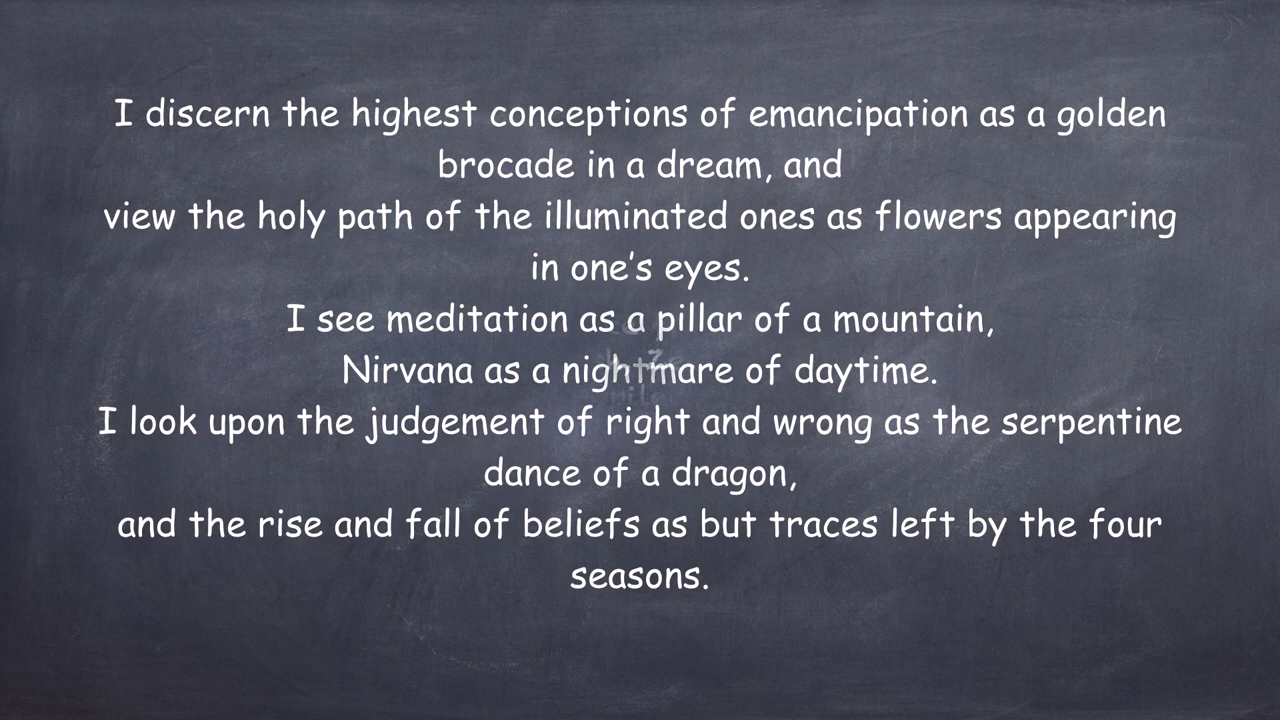 I discern the highest conceptions of emancipation as a golden
brocade in a dream, and
view the holy path of the illuminated ones as flowers appearing
in one's eyes.
I see meditation as a pillar of a mountain,
Nirvana as a nightmare of daytime.
I look upon the judgement of right and wrong as the serpentine
dance of a dragon,
and the rise and fall of beliefs as but traces left by the four
seasons.